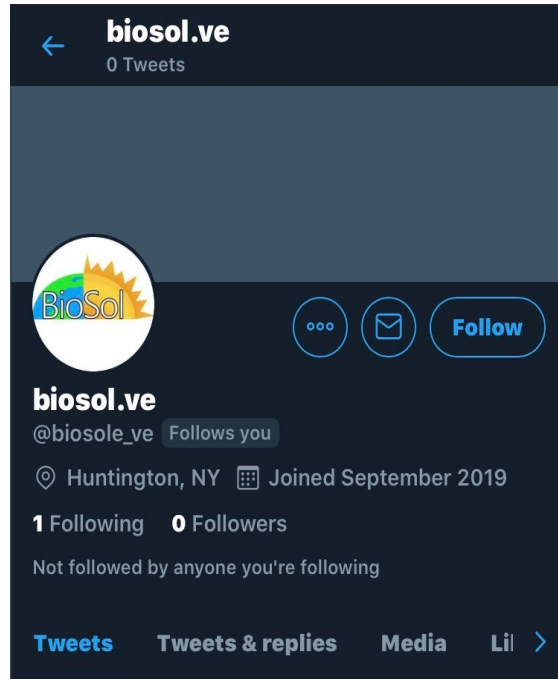 biosol.ve
0 Tweets
BioSol
Follow
biosol.ve
@biosole_ve Follows you
Huntington, NY Joined September 2019
1 Following 0 Followers
Not followed by anyone you're following
Tweets Tweets & replies Media